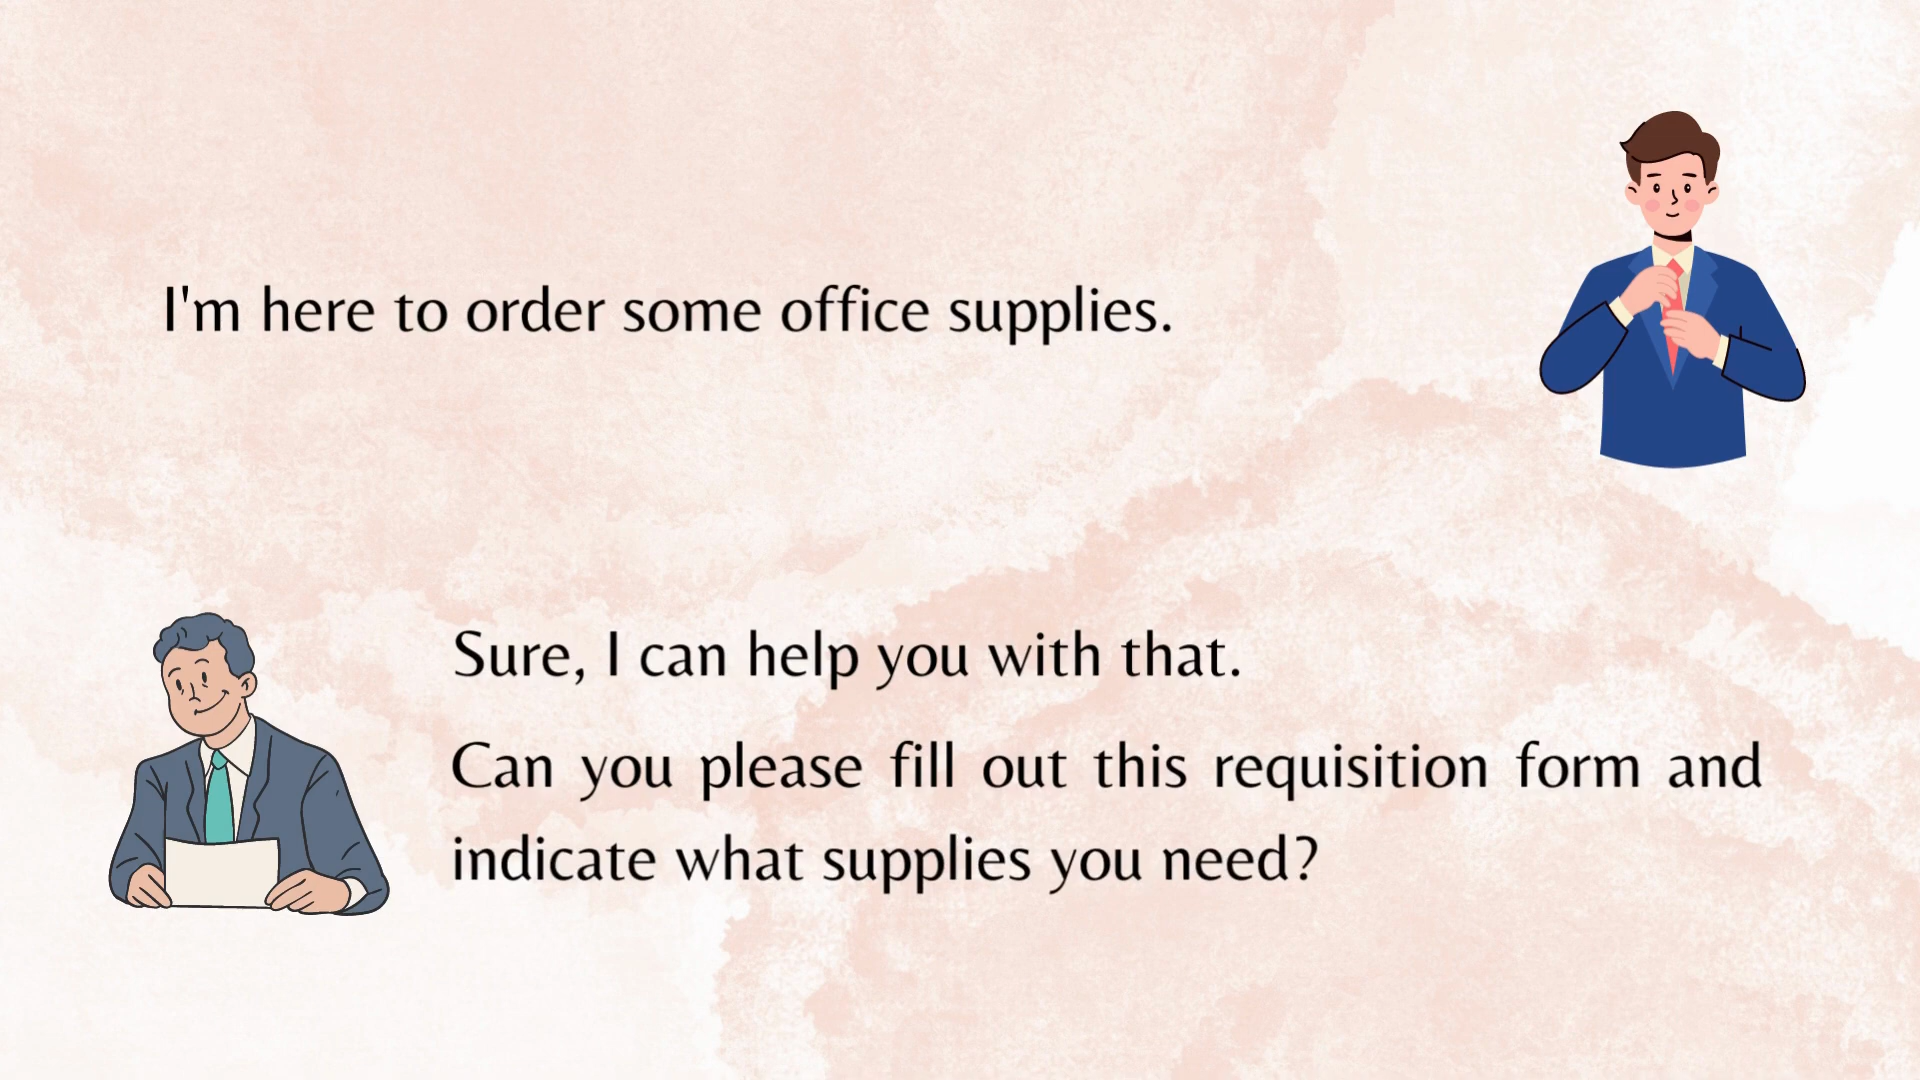 I'm here to order some office supplies.
Sure, I can help you with that.
Can you please fill out this requisition form and
indicate what supplies you need?